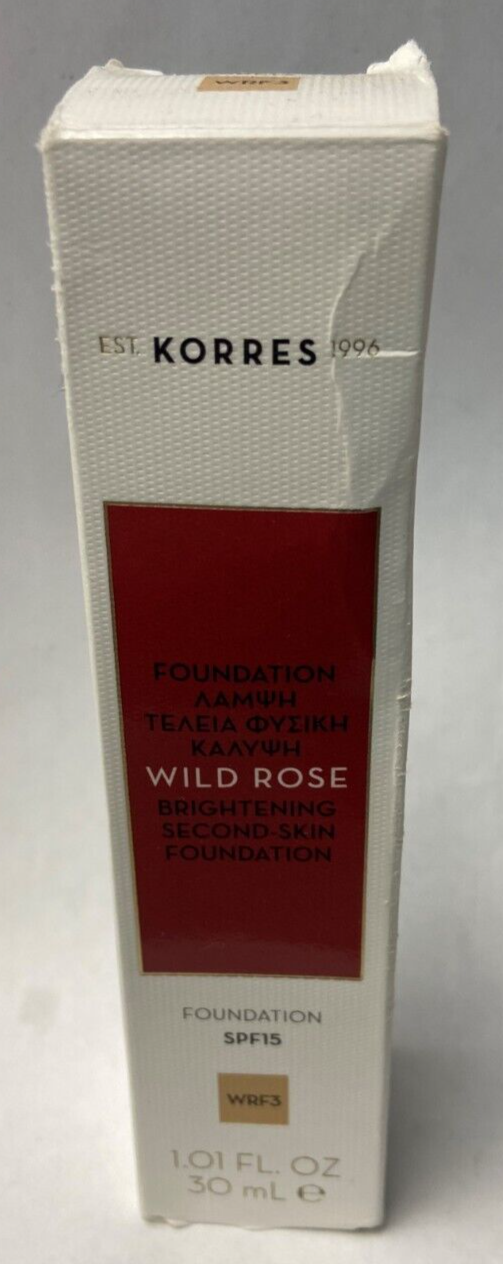 WRF3
EST. KORRES 1996
FOUNDATION
ΛΑΜΨΗ
ΤΕΛΕΙΑ ΦΥΣΙΚΗ
ΚΑΛΥΨΗ
WILD ROSE
BRIGHTENING
SECOND-SKIN
FOUNDATION
FOUNDATION
SPF15
WRF3
1.01 FL. OZ
30 mL ℮